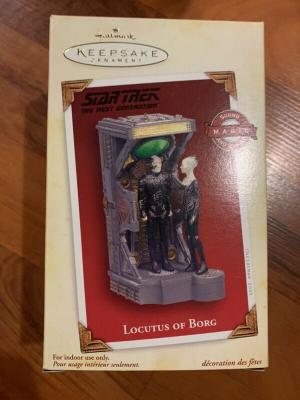 Hallmark
KEEPSAKE
ORNAMENT
STAR TREK
THE NEXT GENERATION
SOUND
MAGIC
LOCUTUS OF BORG
For indoor use only.
Pour usage intérieur seulement.
décoration des fêtes